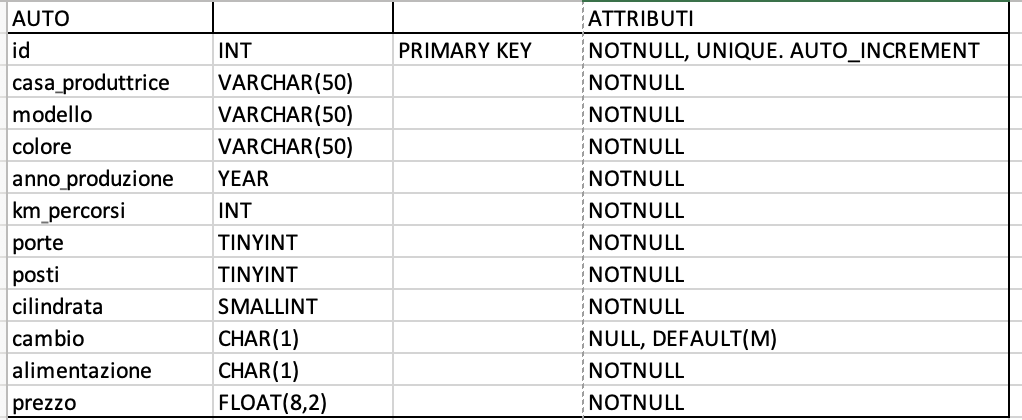 AUTO ATTRIBUTI
id INT PRIMARY KEY NOTNULL, UNIQUE. AUTO_INCREMENT
casa_produttrice VARCHAR(50) NOTNULL
modello VARCHAR(50) NOTNULL
colore VARCHAR(50) NOTNULL
anno_produzione YEAR NOTNULL
km_percorsi INT NOTNULL
porte TINYINT NOTNULL
posti TINYINT NOTNULL
cilindrata SMALLINT NOTNULL
cambio CHAR(1) NULL, DEFAULT(M)
alimentazione CHAR(1) NOTNULL
prezzo FLOAT(8,2) NOTNULL